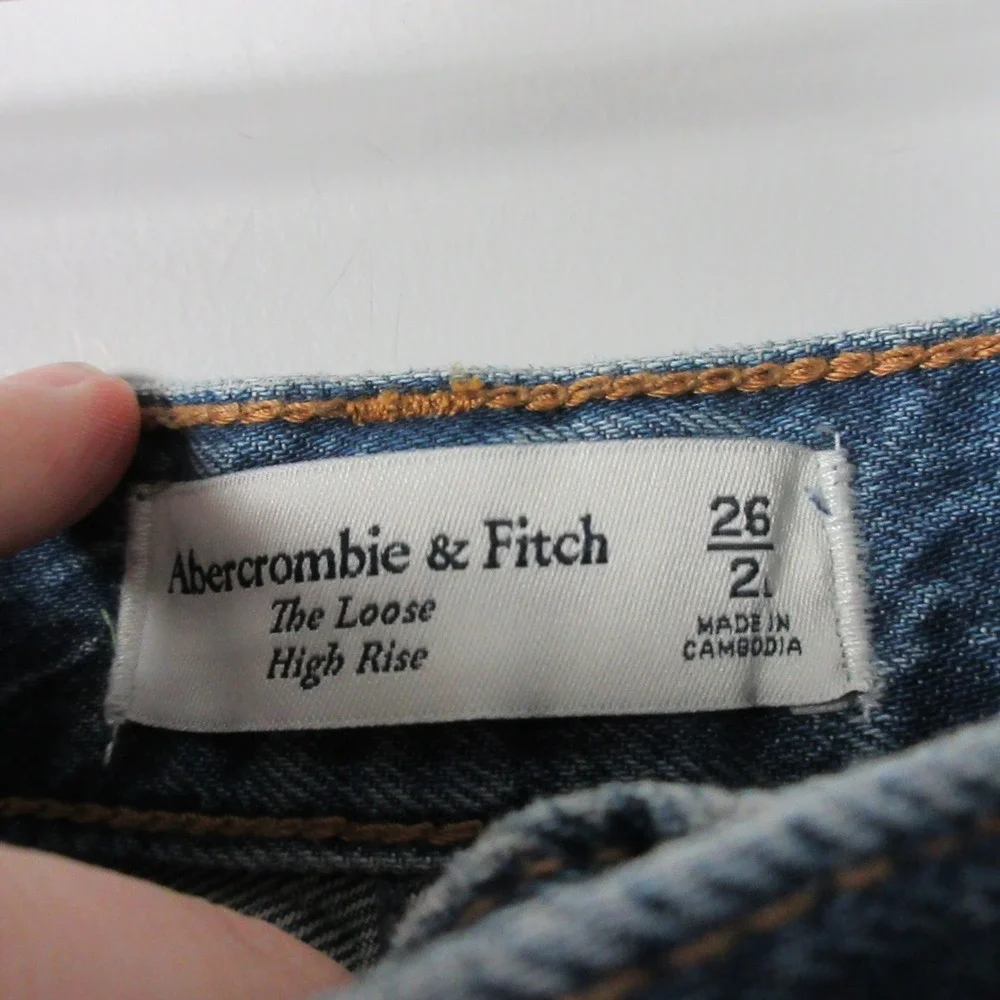 Abercrombie & Fitch
The Loose
High Rise
26
MADE IN
CAMBODIA